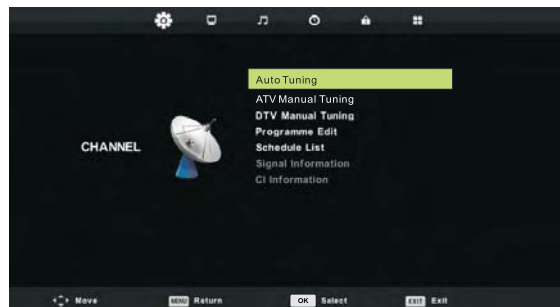 Auto Tuning
ATV Manual Tuning
DTV Manual Tuning
Programme Edit
CHANNEL
Schedule List
Signal Information
CI Information
Move
MENU Return
OK Select
EXIT Exit